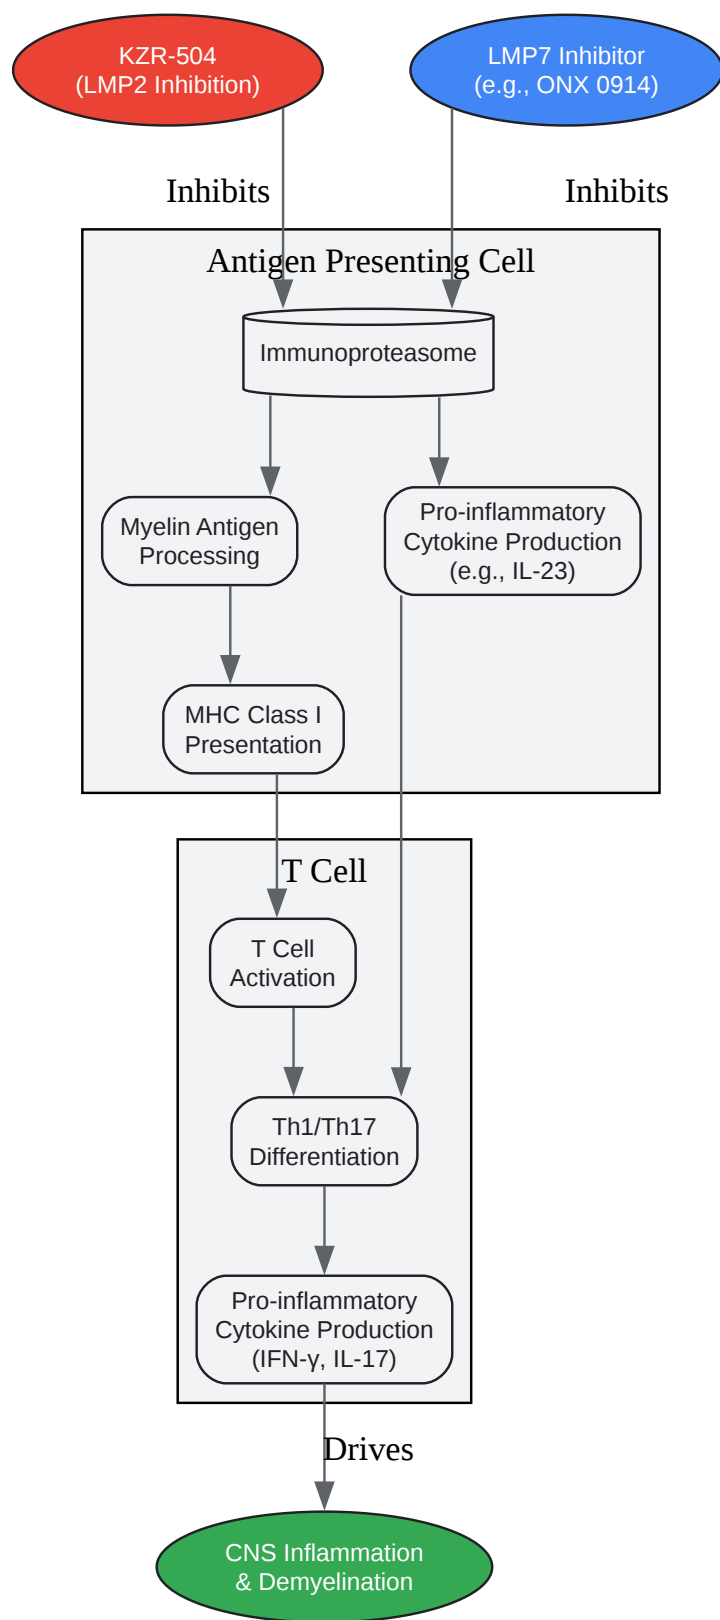 KZR-504
(LMP2 Inhibition)
LMP7 Inhibitor
(e.g., ONX 0914)
Inhibits
Inhibits
Antigen Presenting Cell
Immunoproteasome
Myelin Antigen
Processing
Pro-inflammatory
Cytokine Production
(e.g., IL-23)
MHC Class I
Presentation
T Cell
T Cell
Activation
Th1/Th17
Differentiation
Pro-inflammatory
Cytokine Production
(IFN-γ, IL-17)
Drives
CNS Inflammation
& Demyelination